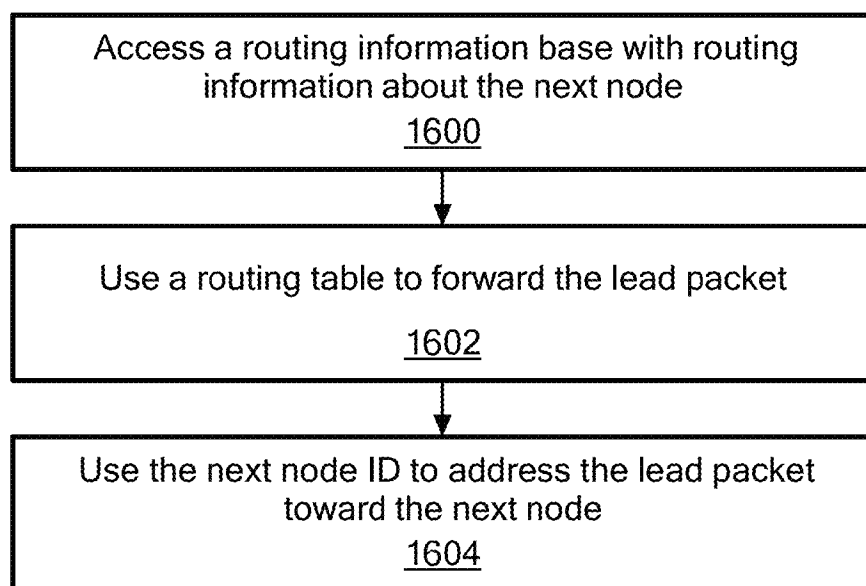 Access a routing information base with routing
information about the next node
1600
Use a routing table to forward the lead packet
1602
Use the next node ID to address the lead packet
toward the next node
1604